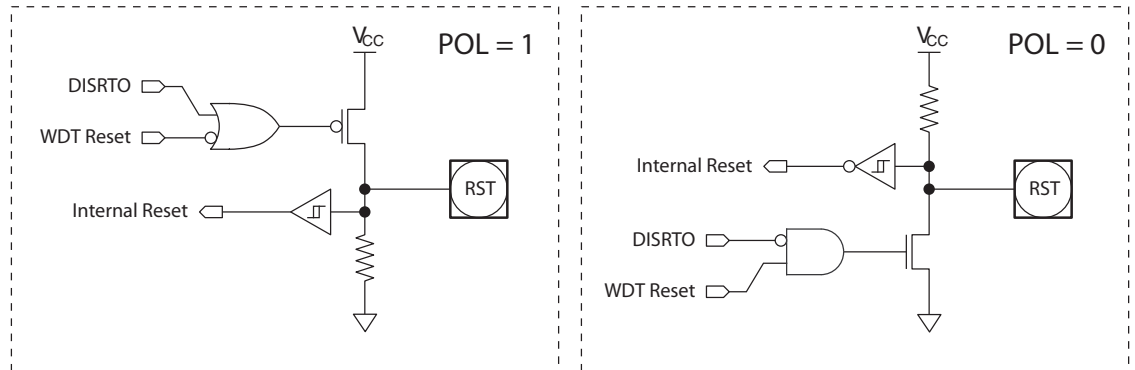 VCC
POL = 1
DISRTO
WDT Reset
RST
Internal Reset
VCC
POL = 0
Internal Reset
RST
DISRTO
WDT Reset